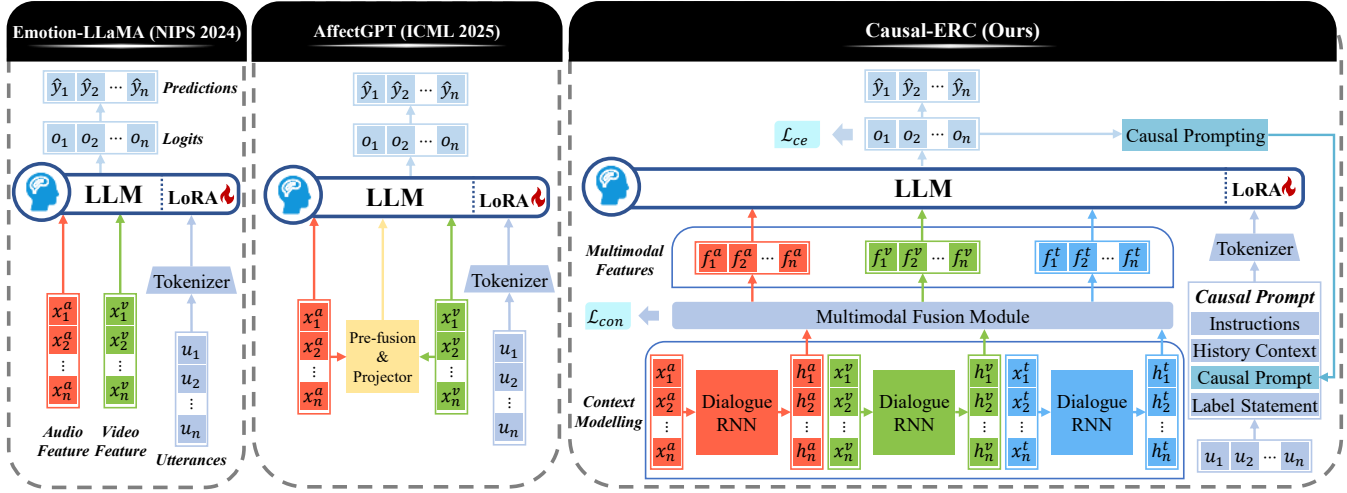 Emotion-LLaMA (NIPS 2024)
ŷ₁ ŷ₂ ··· ŷₙ Predictions
o₁ o₂ ··· oₙ Logits
LLM LoRA
Tokenizer
x₁ᵃ
x₂ᵃ
⋮
xₙᵃ
x₁ᵛ
x₂ᵛ
⋮
xₙᵛ
u₁
u₂
⋮
uₙ
Audio
Feature
Video
Feature
Utterances
AffectGPT (ICML 2025)
ŷ₁ ŷ₂ ··· ŷₙ
o₁ o₂ ··· oₙ
LLM LoRA
Tokenizer
x₁ᵃ
x₂ᵃ
⋮
xₙᵃ
Pre-fusion
&
Projector
x₁ᵛ
x₂ᵛ
⋮
xₙᵛ
u₁
u₂
⋮
uₙ
Causal-ERC (Ours)
ŷ₁ ŷ₂ ··· ŷₙ
ℒce
o₁ o₂ ··· oₙ
Causal Prompting
LLM LoRA
Multimodal
Features
f₁ᵃ f₂ᵃ ··· fₙᵃ
f₁ᵛ f₂ᵛ ··· fₙᵛ
f₁ᵗ f₂ᵗ ··· fₙᵗ
Tokenizer
ℒcon
Multimodal Fusion Module
Causal Prompt
Instructions
History Context
Causal Prompt
Label Statement
u₁ u₂ ··· uₙ
Context
Modelling
x₁ᵃ
x₂ᵃ
⋮
xₙᵃ
Dialogue
RNN
h₁ᵃ
h₂ᵃ
⋮
hₙᵃ
x₁ᵛ
x₂ᵛ
⋮
xₙᵛ
Dialogue
RNN
h₁ᵛ
h₂ᵛ
⋮
hₙᵛ
x₁ᵗ
x₂ᵗ
⋮
xₙᵗ
Dialogue
RNN
h₁ᵗ
h₂ᵗ
⋮
hₙᵗ